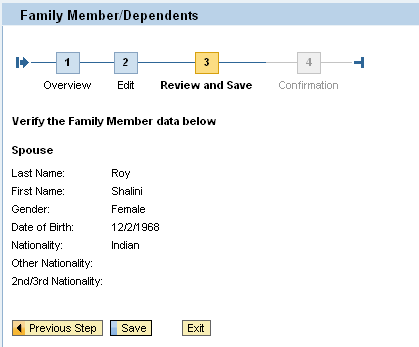 Family Member/Dependents
1 2 3 4
Overview Edit Review and Save Confirmation
Verify the Family Member data below
Spouse
Last Name: Roy
First Name: Shalini
Gender: Female
Date of Birth: 12/2/1968
Nationality: Indian
Other Nationality:
2nd/3rd Nationality:
Previous Step Save Exit